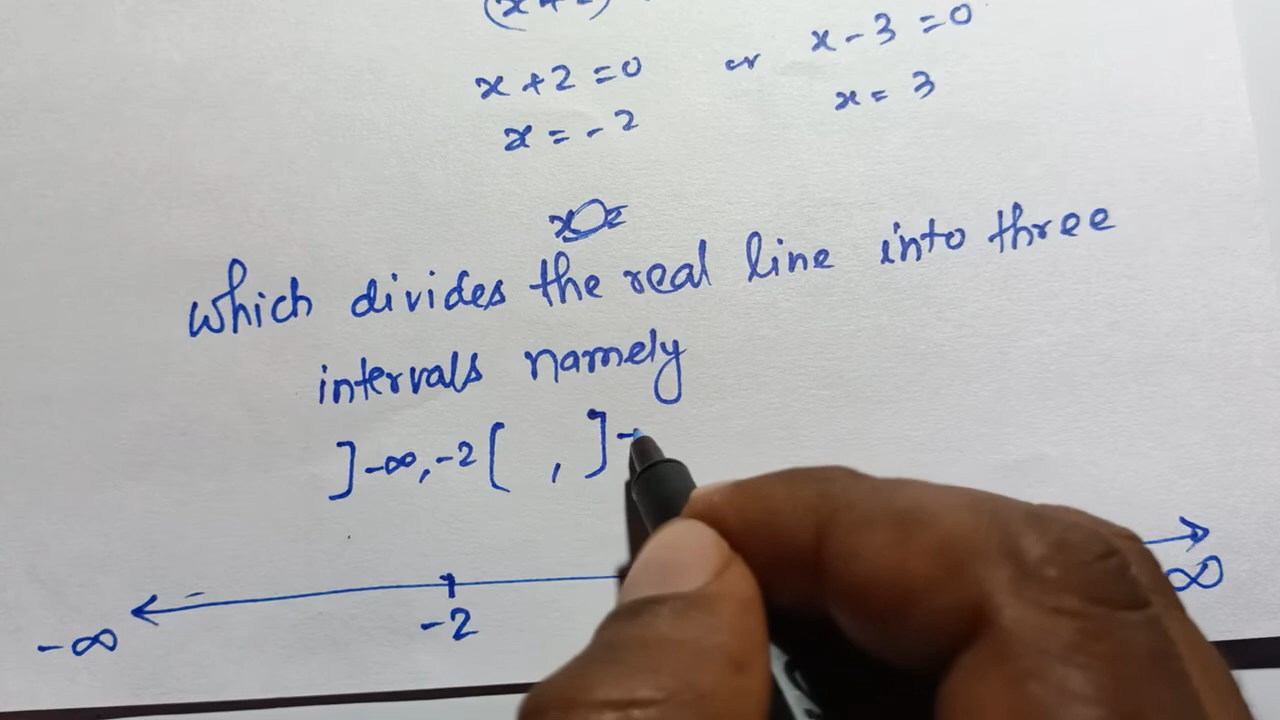 x+2=0 or x-3=0
x=-2 x=3
which divides the real line into three
intervals namely
]-∞,-2[ , ]-
-∞ -2 ∞